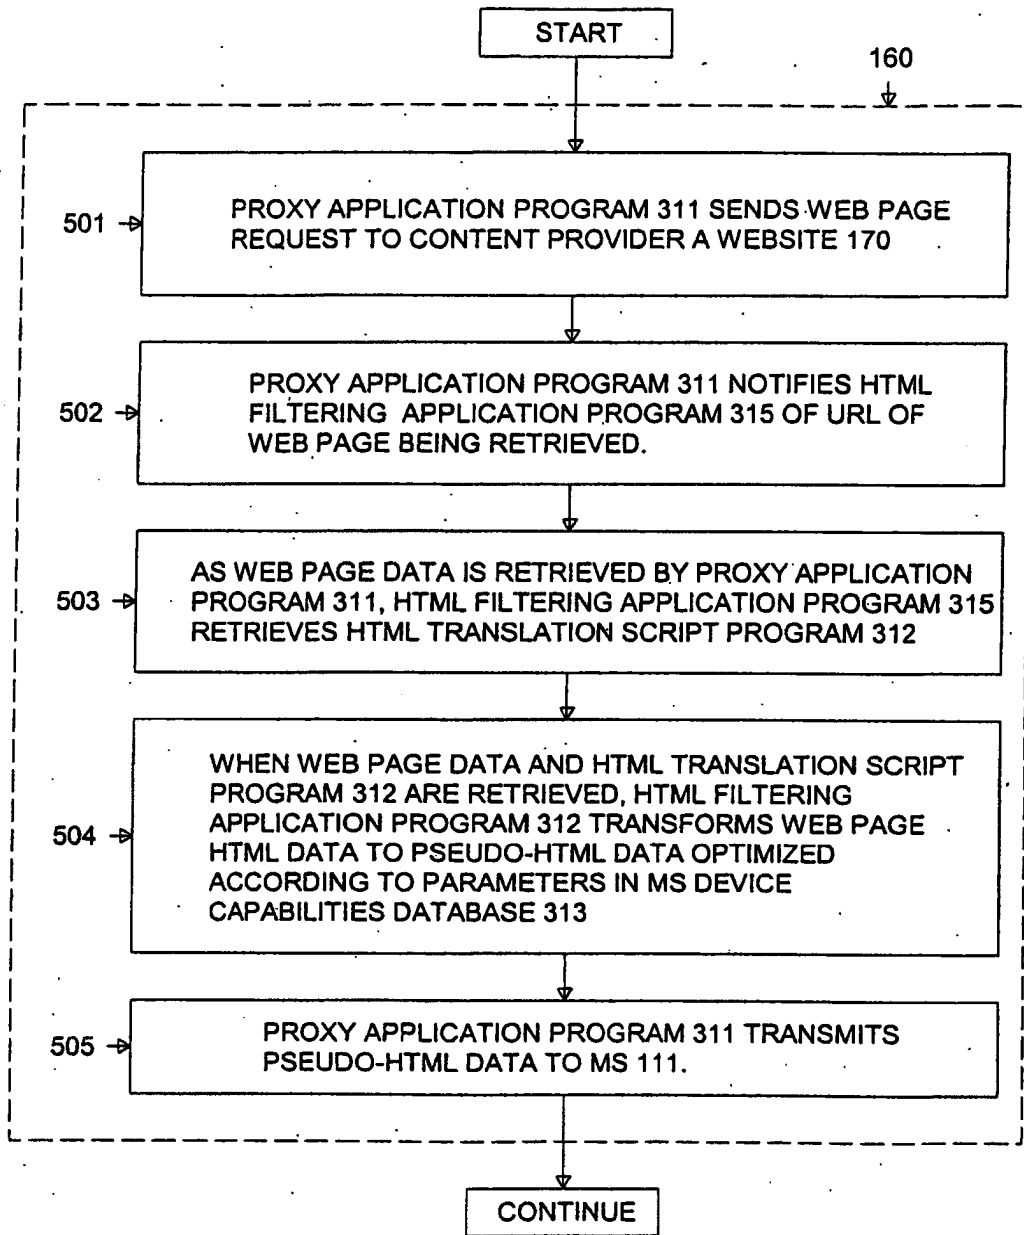 START
160
501
PROXY APPLICATION PROGRAM 311 SENDS WEB PAGE
REQUEST TO CONTENT PROVIDER A WEBSITE 170
502
PROXY APPLICATION PROGRAM 311 NOTIFIES HTML
FILTERING APPLICATION PROGRAM 315 OF URL OF
WEB PAGE BEING RETRIEVED.
503
AS WEB PAGE DATA IS RETRIEVED BY PROXY APPLICATION
PROGRAM 311, HTML FILTERING APPLICATION PROGRAM 315
RETRIEVES HTML TRANSLATION SCRIPT PROGRAM 312
504
WHEN WEB PAGE DATA AND HTML TRANSLATION SCRIPT
PROGRAM 312 ARE RETRIEVED, HTML FILTERING
APPLICATION PROGRAM 312 TRANSFORMS WEB PAGE
HTML DATA TO PSEUDO-HTML DATA OPTIMIZED
ACCORDING TO PARAMETERS IN MS DEVICE
CAPABILITIES DATABASE 313
505
PROXY APPLICATION PROGRAM 311 TRANSMITS
PSEUDO-HTML DATA TO MS 111.
CONTINUE